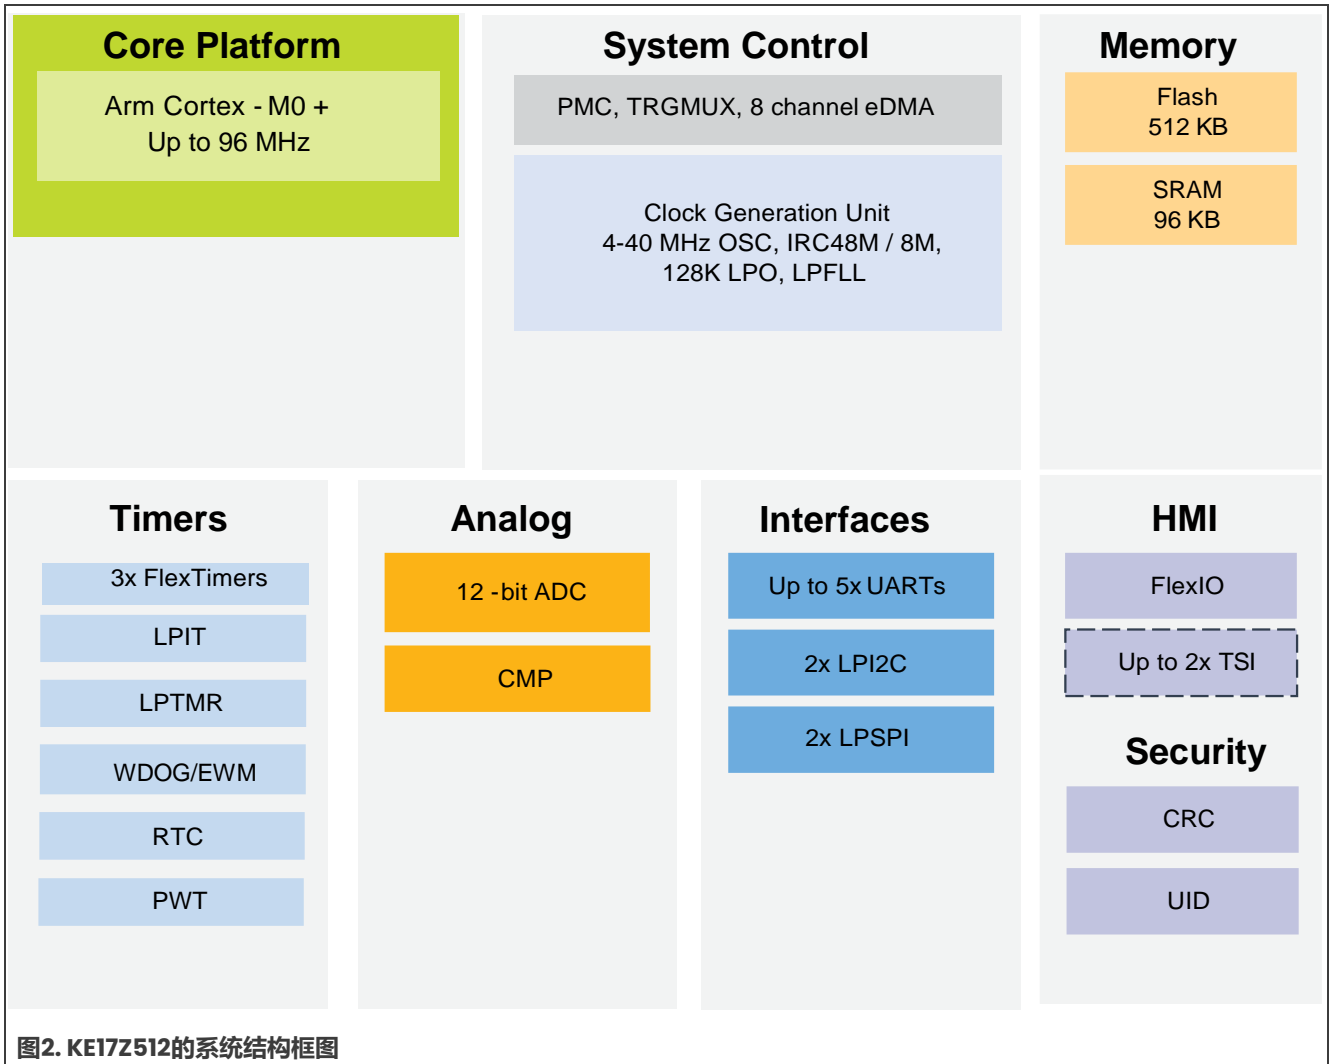 Core Platform
Arm Cortex - M0 +
Up to 96 MHz
System Control
PMC, TRGMUX, 8 channel eDMA
Clock Generation Unit
4-40 MHz OSC, IRC48M / 8M,
128K LPO, LPFLL
Memory
Flash
512 KB
SRAM
96 KB
Timers
3x FlexTimers
LPIT
LPTMR
WDOG/EWM
RTC
PWT
Analog
12 -bit ADC
CMP
Interfaces
Up to 5x UARTs
2x LPI2C
2x LPSPI
HMI
FlexIO
Up to 2x TSI
Security
CRC
UID
图2. KE17Z512的系统结构框图